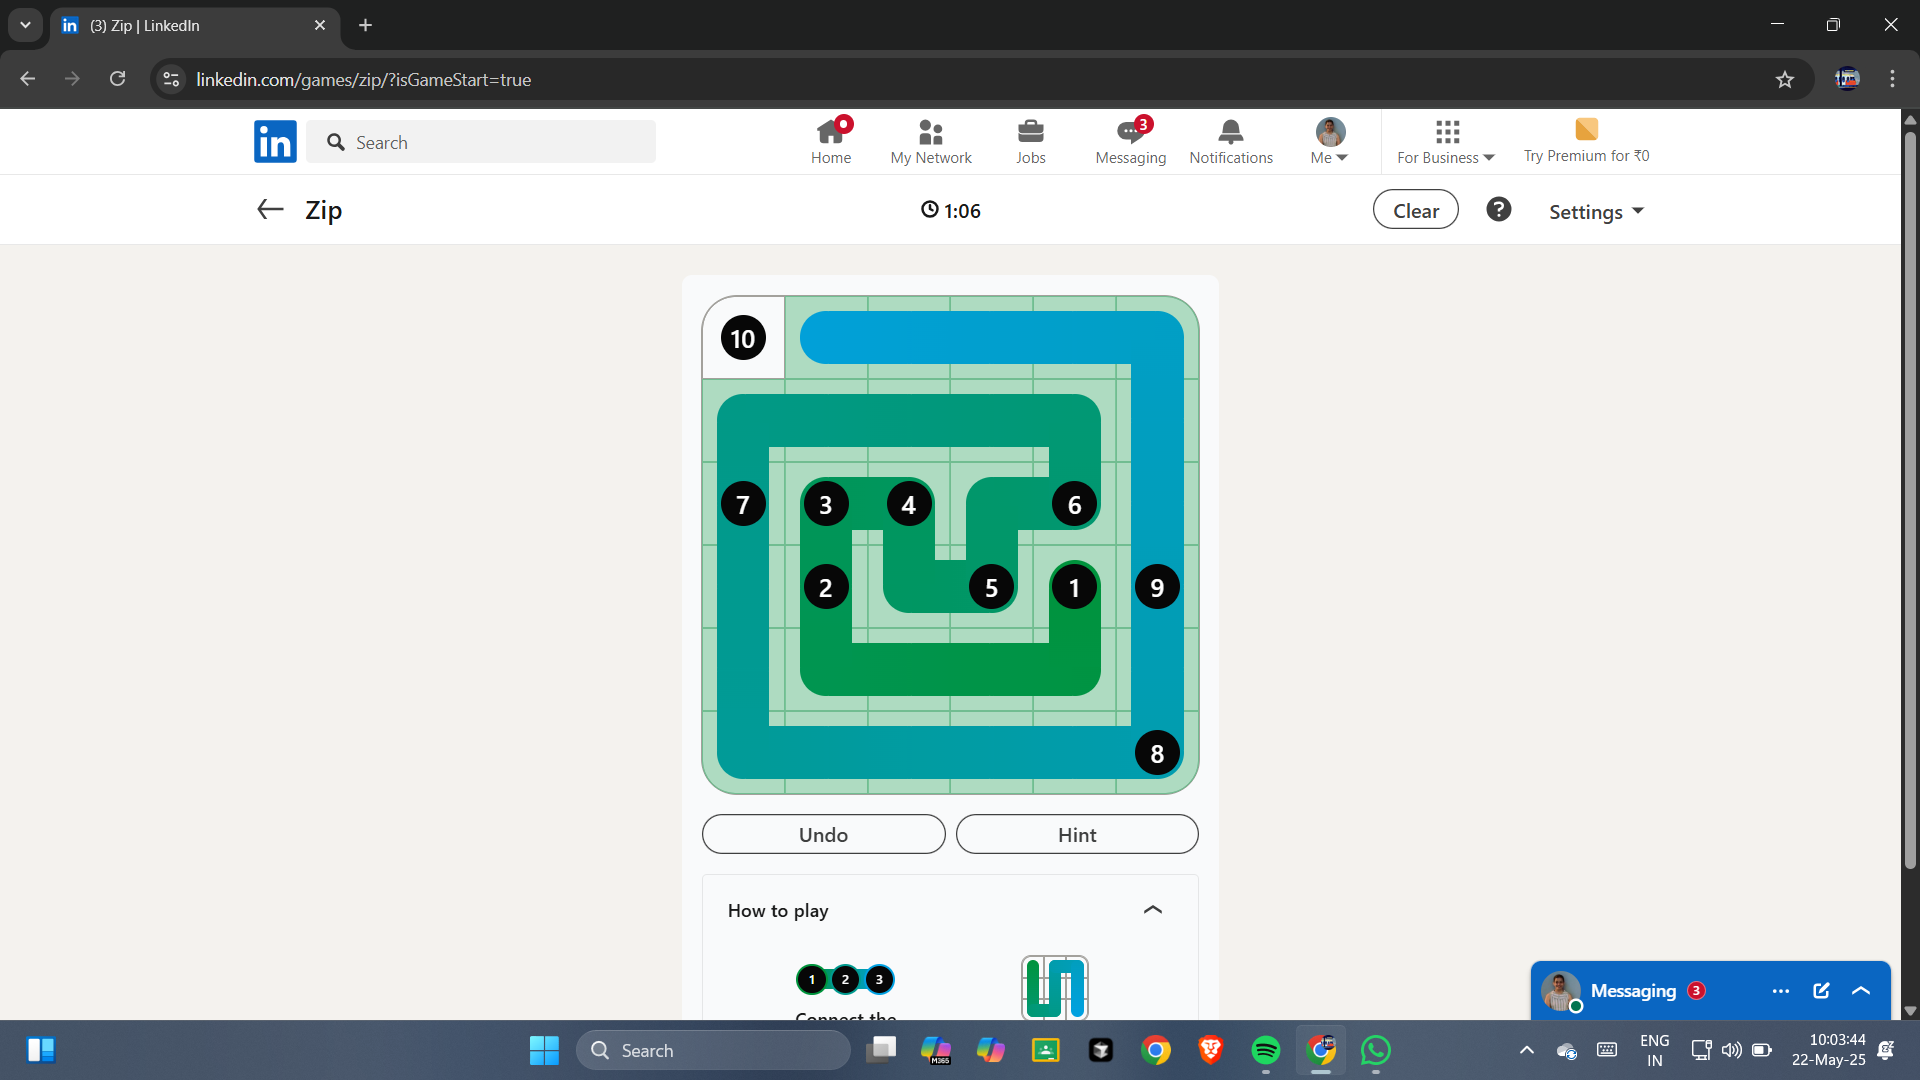 (3) Zip | LinkedIn
linkedin.com/games/zip/?isGameStart=true
in
Search
Home
My Network
Jobs
3
Messaging
Notifications
Me
For Business
Try Premium for ₹0
Zip
1:06
Clear
?
Settings
10
7
3
4
6
2
5
1
9
8
Undo
Hint
How to play
1
2
3
Connect the
Messaging
3
Search
M365
ENG
IN
10:03:44
22-May-25